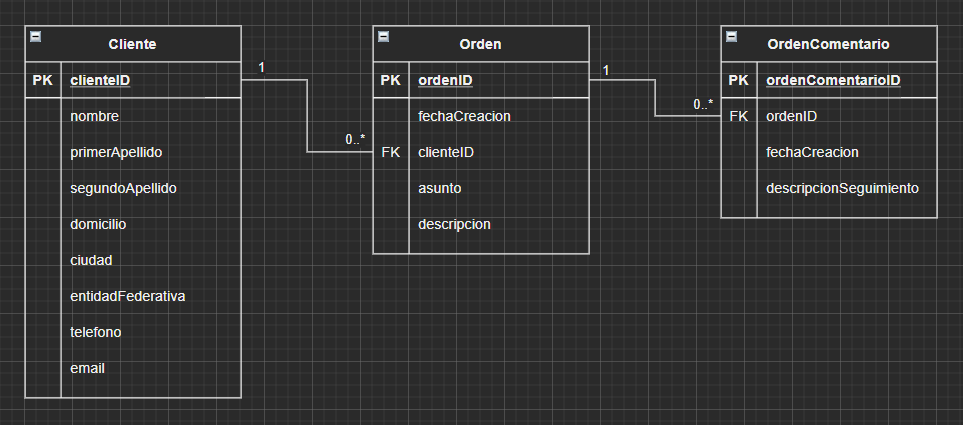 Cliente
PK clienteID
nombre
primerApellido
segundoApellido
domicilio
ciudad
entidadFederativa
telefono
email
1
0..*
Orden
PK ordenID
fechaCreacion
FK clienteID
asunto
descripcion
1
0..*
OrdenComentario
PK ordenComentarioID
FK ordenID
fechaCreacion
descripcionSeguimiento